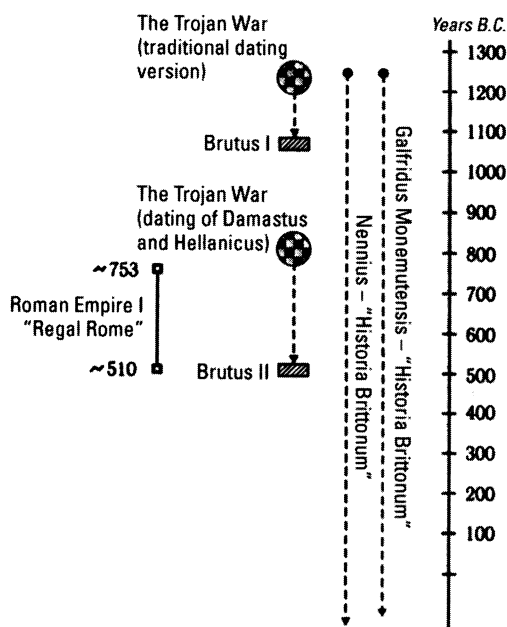 The Trojan War
(traditional dating
version)
Brutus I
The Trojan War
(dating of Damastus
and Hellanicus)
~753
Roman Empire I
"Regal Rome"
~510
Brutus II
Nennius – "Historia Brittonum"
Galfridus Monemutensis – "Historia Brittonum"
Years B.C.
1300
1200
1100
1000
900
800
700
600
500
400
300
200
100